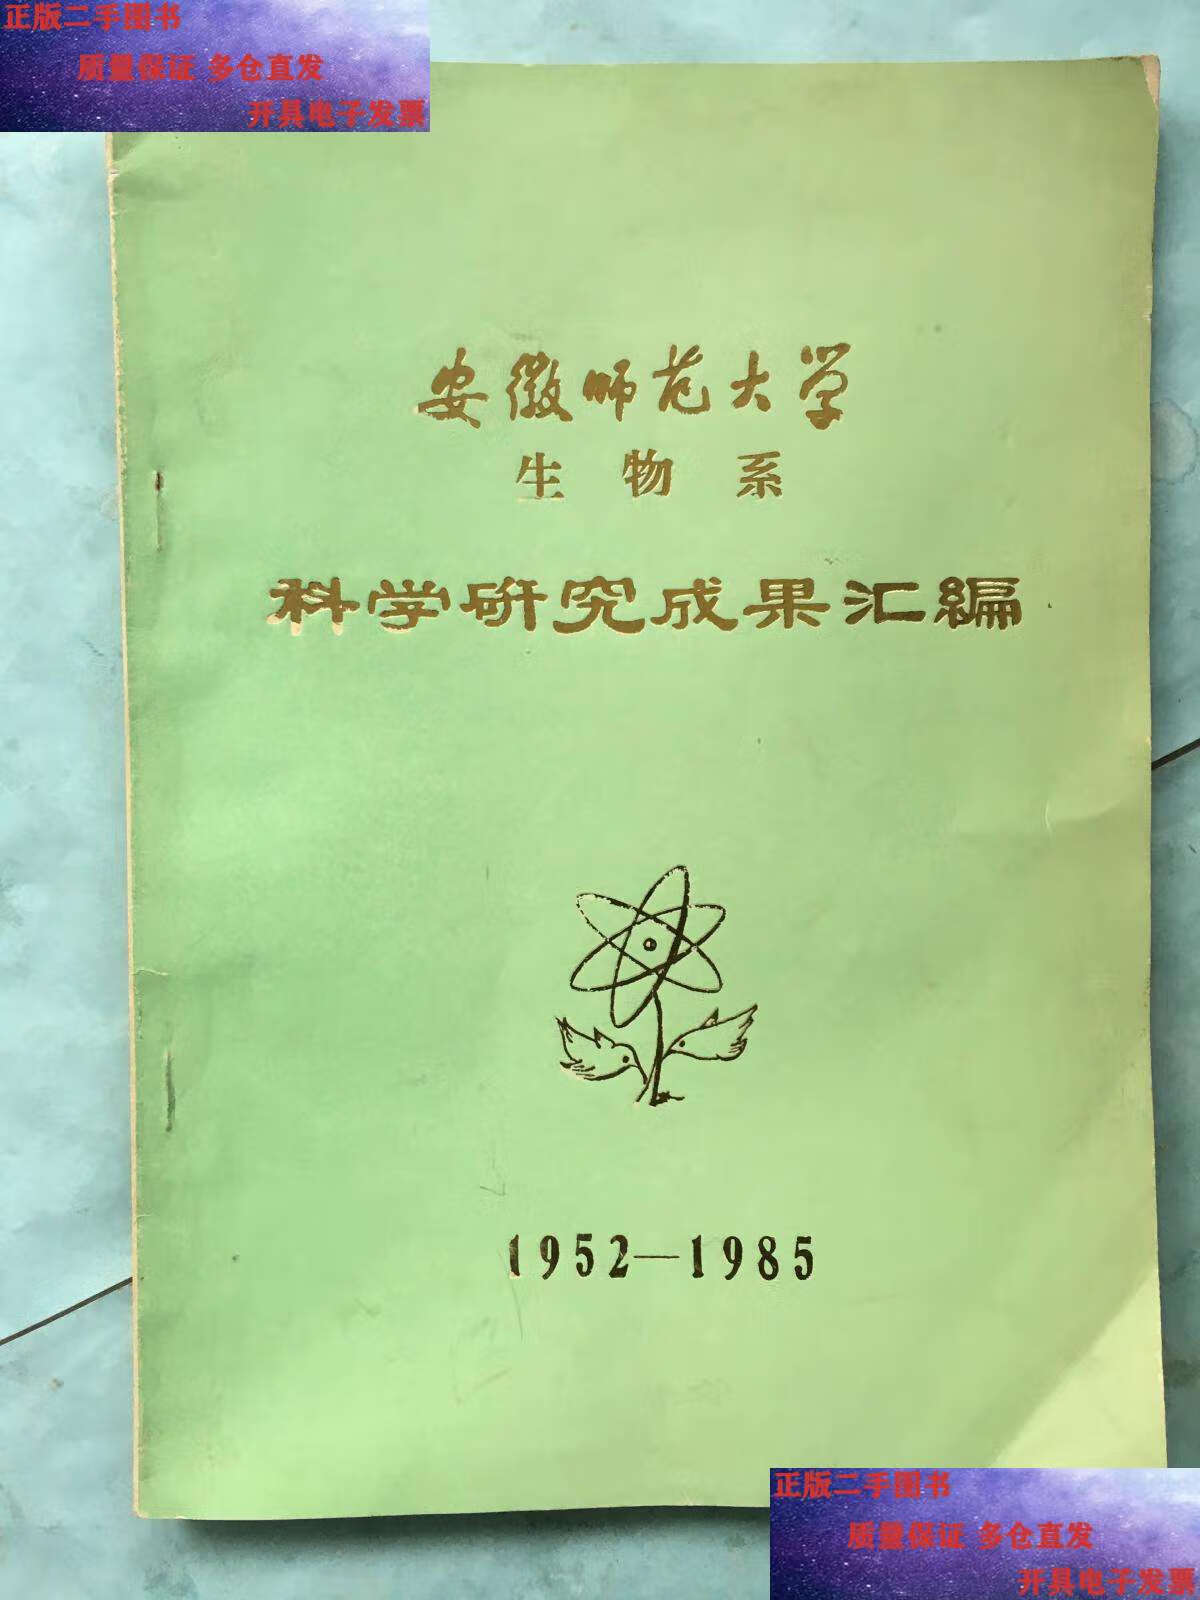 正版二手图书
质量保证 多仓直发
开具电子发票
安徽师范大学
生物系
科学研究成果汇编
1952—1985
正版二手图书
质量保证 多仓直发
开具电子发票